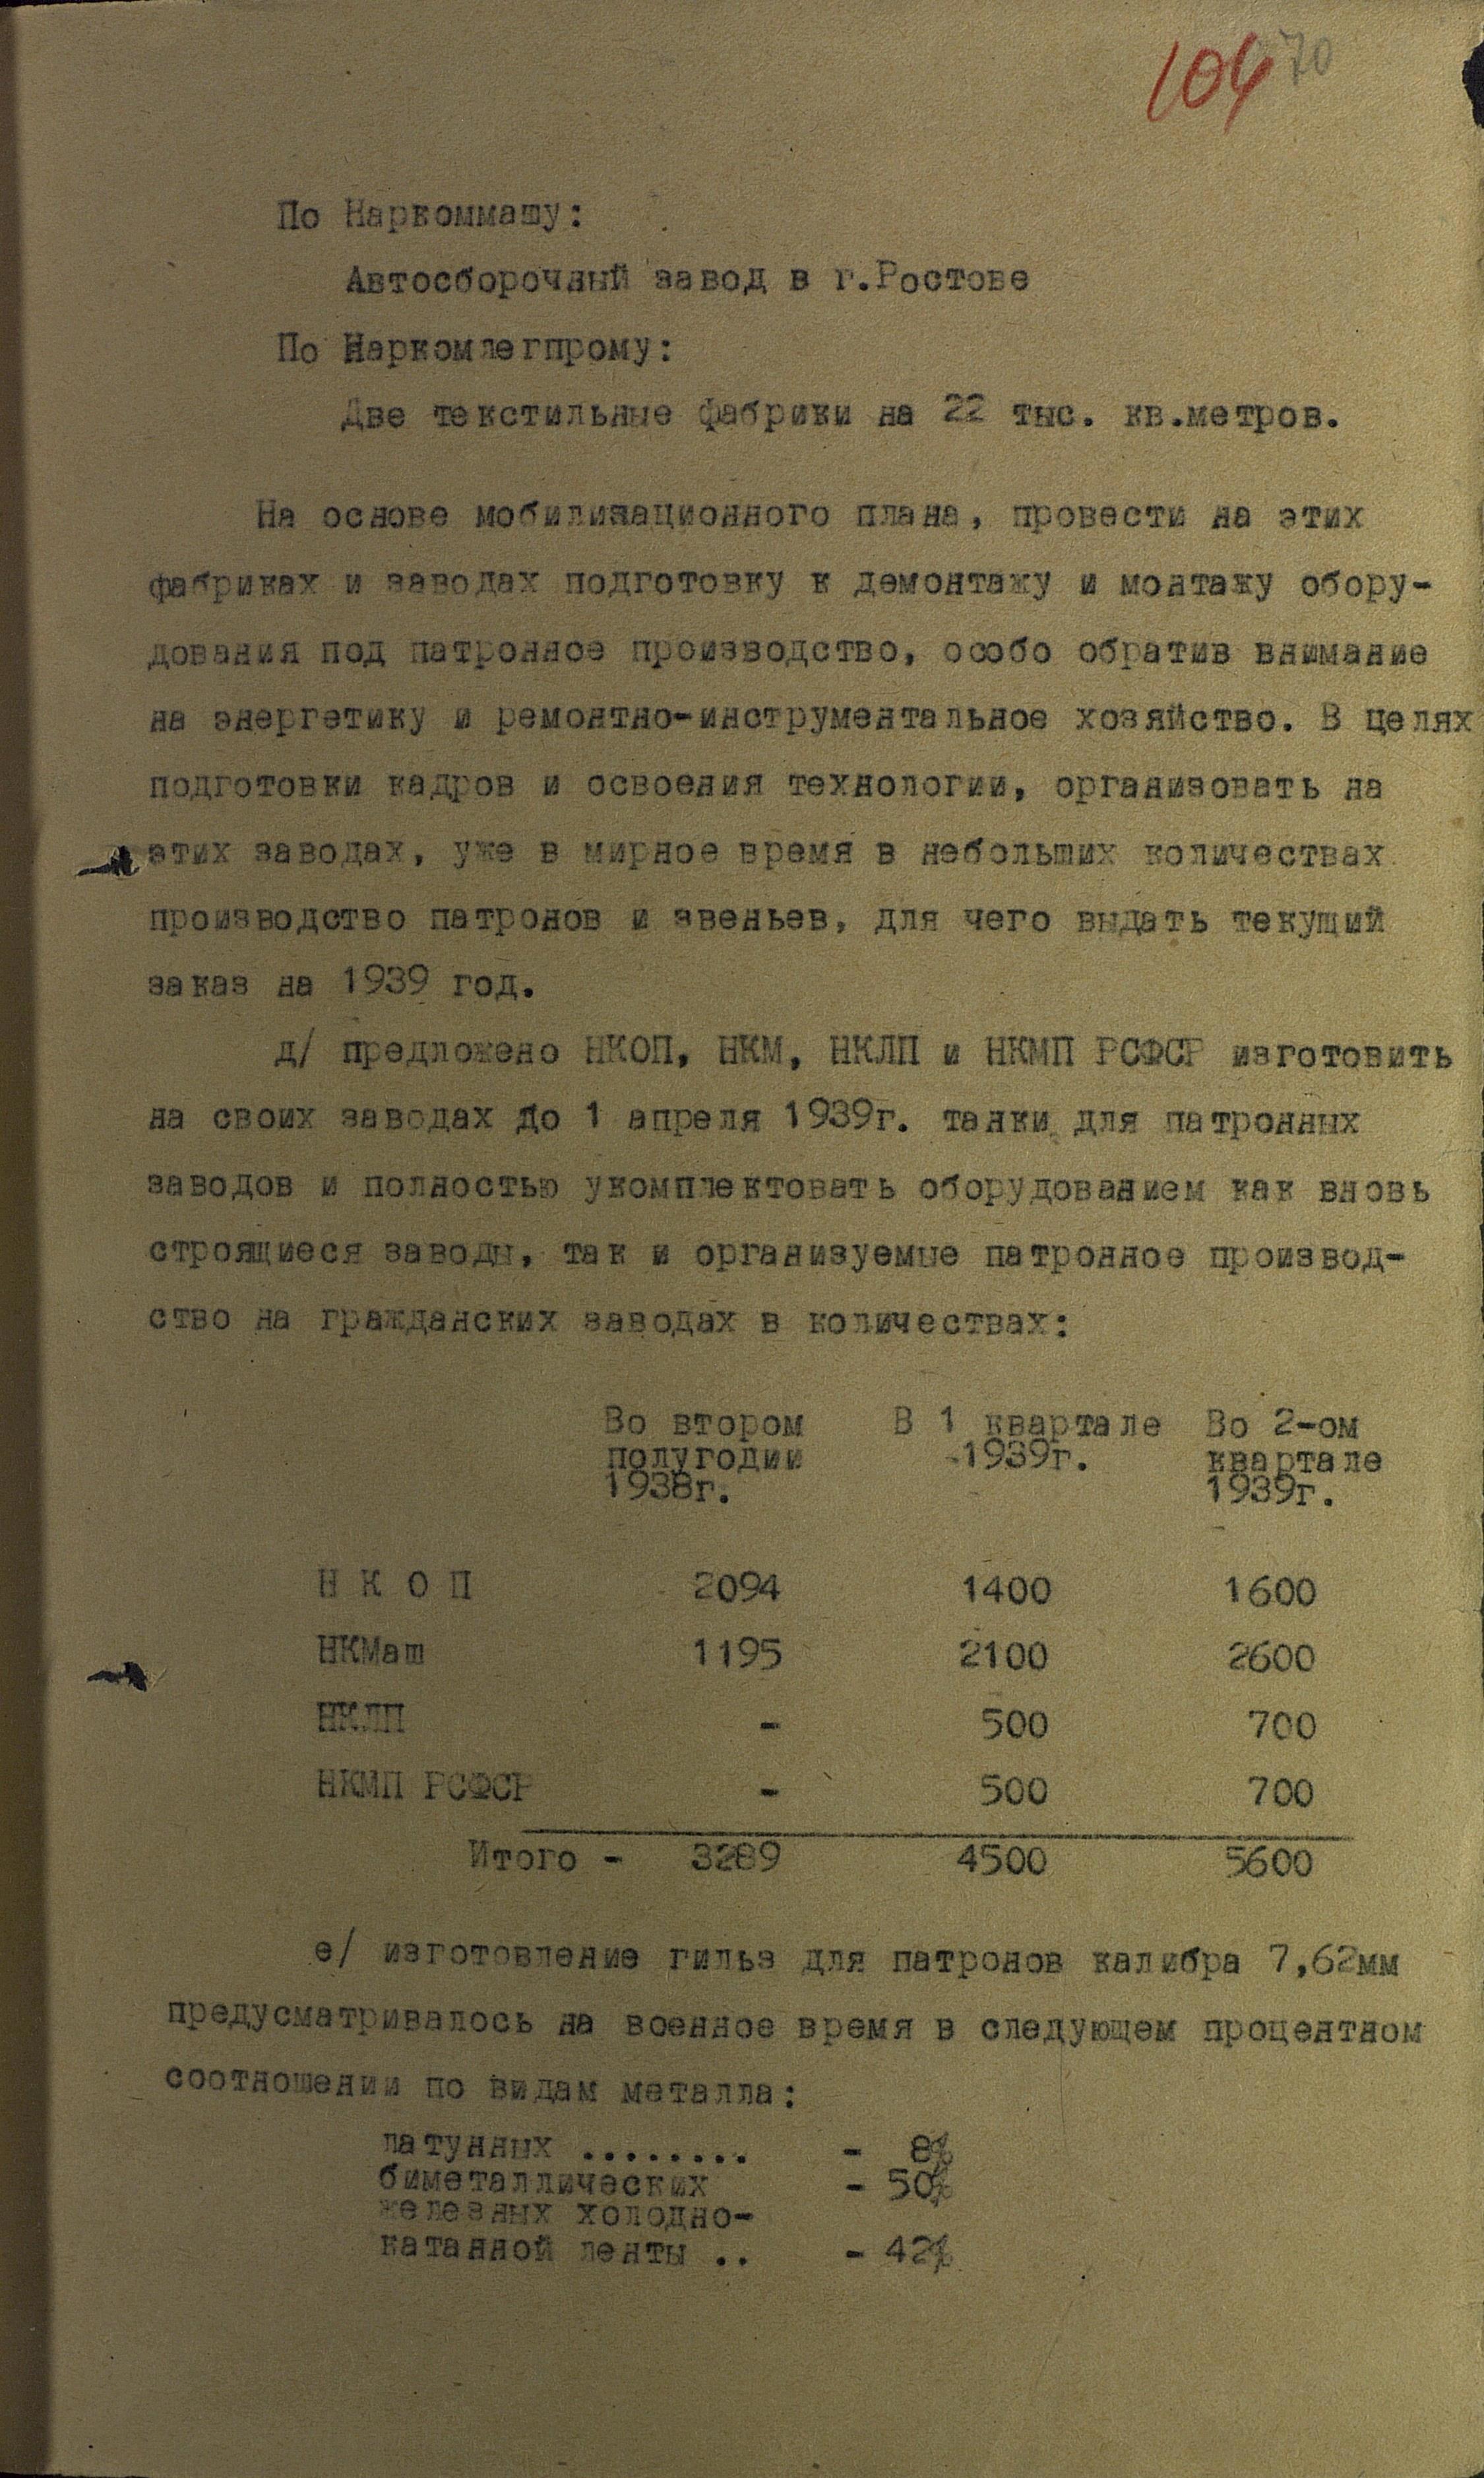 104 70
По Наркоммашу:
Автосборочный завод в г.Ростове
По Наркомлегпрому:
Две текстильные фабрики на 22 тыс. кв.метров.
На основе мобилизационного плана, провести на этих
фабриках и заводах подготовку к демонтажу и монтажу обору-
дования под патронное производство, особо обратив внимание
на энергетику и ремонтно-инструментальное хозяйство. В целях
подготовки кадров и освоения технологии, организовать на
этих заводах, уже в мирное время в небольших количествах
производство патронов и звеньев, для чего выдать текущий
заказ на 1939 год.
д/ предложено НКОП, НКМ, НКЛП и НКМП РСФСР изготовить
на своих заводах до 1 апреля 1939г. танки для патронных
заводов и полностью укомплектовать оборудованием как вновь
строящиеся заводы, так и организуемые патронное производ-
ство на гражданских заводах в количествах:
Во втором В 1 квартале Во 2-ом
полугодии 1939г. квартале
1938г. 1939г.
Н К О П 2094 1400 1600
НКМаш 1195 2100 2600
НКЛП - 500 700
НКМП РСФСР - 500 700
Итого - 3289 4500 5600
е/ изготовление гильз для патронов калибра 7,62мм
предусматривалось на военное время в следующем процентном
соотношении по видам металла:
латунных ........ - 8%
биметаллических - 50%
железных холодно-
катанной ленты .. - 42%